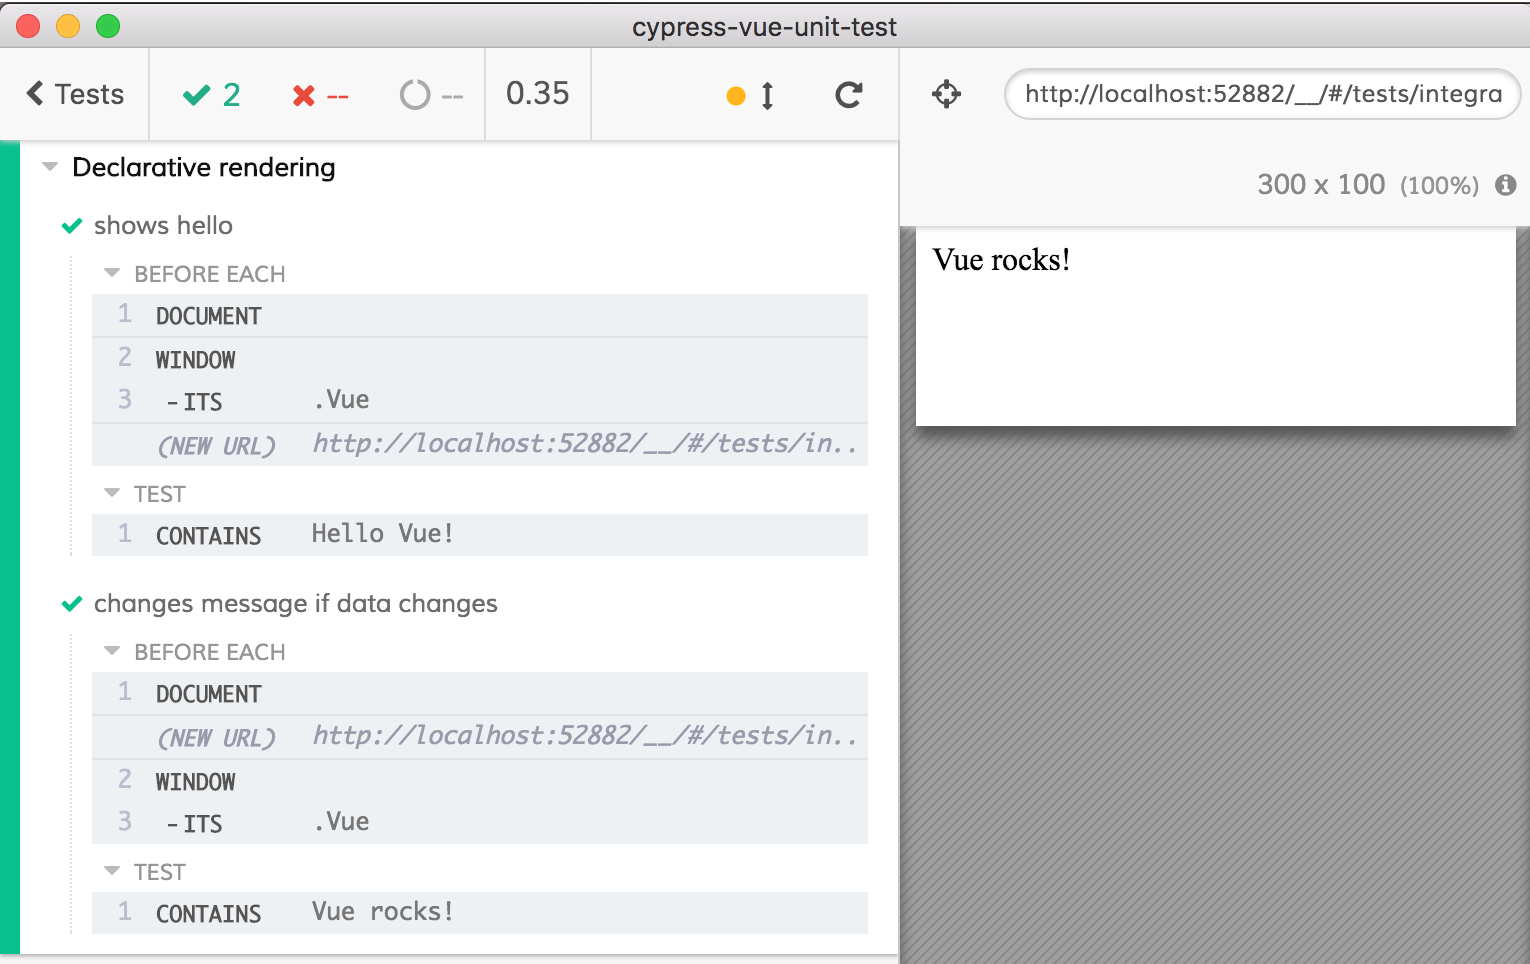 cypress-vue-unit-test
Tests 2 -- -- 0.35
http://localhost:52882/__/#/tests/integra
300 x 100 (100%)
Declarative rendering
shows hello
BEFORE EACH
1 DOCUMENT
2 WINDOW
3 - ITS .Vue
(NEW URL) http://localhost:52882/__/#/tests/in..
TEST
1 CONTAINS Hello Vue!
changes message if data changes
BEFORE EACH
1 DOCUMENT
(NEW URL) http://localhost:52882/__/#/tests/in..
2 WINDOW
3 - ITS .Vue
TEST
1 CONTAINS Vue rocks!
Vue rocks!